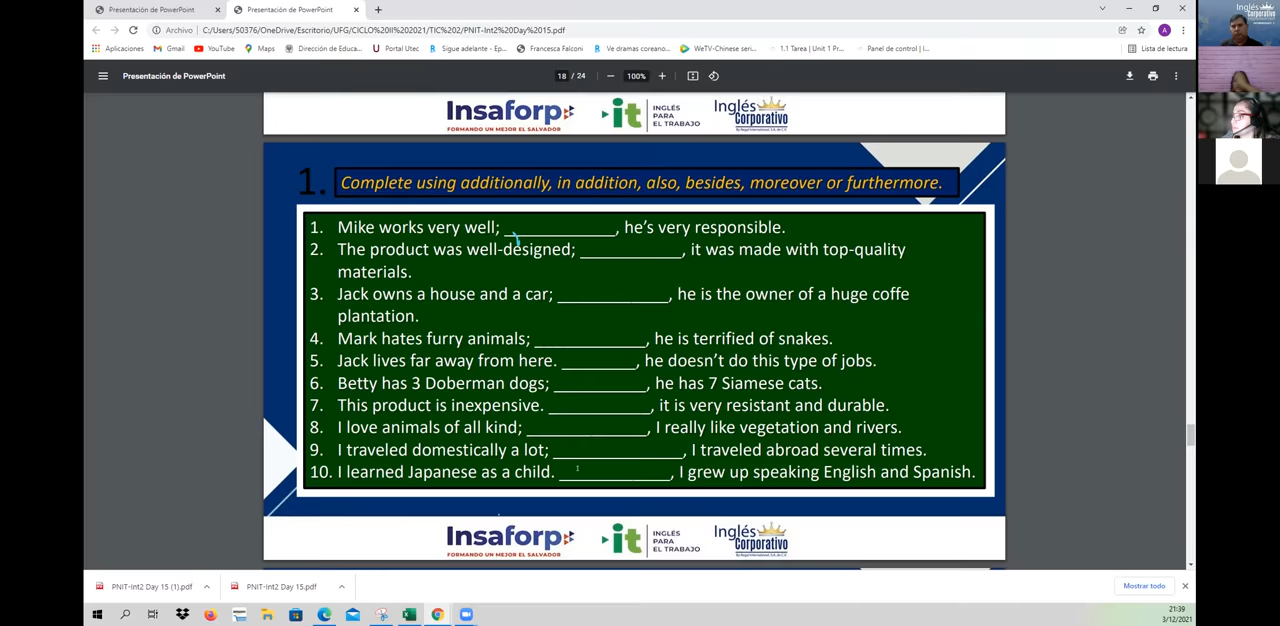 Presentación de PowerPoint
Presentación de PowerPoint
Inglés
Corporativo
Archivo
C:/Users/50376/OneDrive/Escritorio/UFG/CICLO%20II%202021/TIC%202/PNIT-Int2%20Day%2015.pdf
A
Aplicaciones
Gmail
YouTube
Maps
Dirección de Educa...
Portal Utec
Sigue adelante - Ep...
Francesca Falconi
Ve dramas coreano...
WeTV-Chinese seri...
1.1 Tarea | Unit 1 Pr...
Panel de control | I...
Lista de lectura
Presentación de PowerPoint
18 / 24
100%
Insaforp
FORMANDO UN MEJOR EL SALVADOR
it
INGLÉS
PARA
EL TRABAJO
Inglés
Corporativo
1. Complete using additionally, in addition, also, besides, moreover or furthermore.
1. Mike works very well; ____________, he's very responsible.
2. The product was well-designed; ___________, it was made with top-quality
materials.
3. Jack owns a house and a car; ____________, he is the owner of a huge coffe
plantation.
4. Mark hates furry animals; ____________, he is terrified of snakes.
5. Jack lives far away from here. ________, he doesn't do this type of jobs.
6. Betty has 3 Doberman dogs; __________, he has 7 Siamese cats.
7. This product is inexpensive. ___________, it is very resistant and durable.
8. I love animals of all kind; _____________, I really like vegetation and rivers.
9. I traveled domestically a lot; ______________, I traveled abroad several times.
10. I learned Japanese as a child. ____________, I grew up speaking English and Spanish.
Insaforp
FORMANDO UN MEJOR EL SALVADOR
it
INGLÉS
PARA
EL TRABAJO
Inglés
Corporativo
PNIT-Int2 Day 15 (1).pdf
PNIT-Int2 Day 15.pdf
Mostrar todo
21:39
3/12/2021